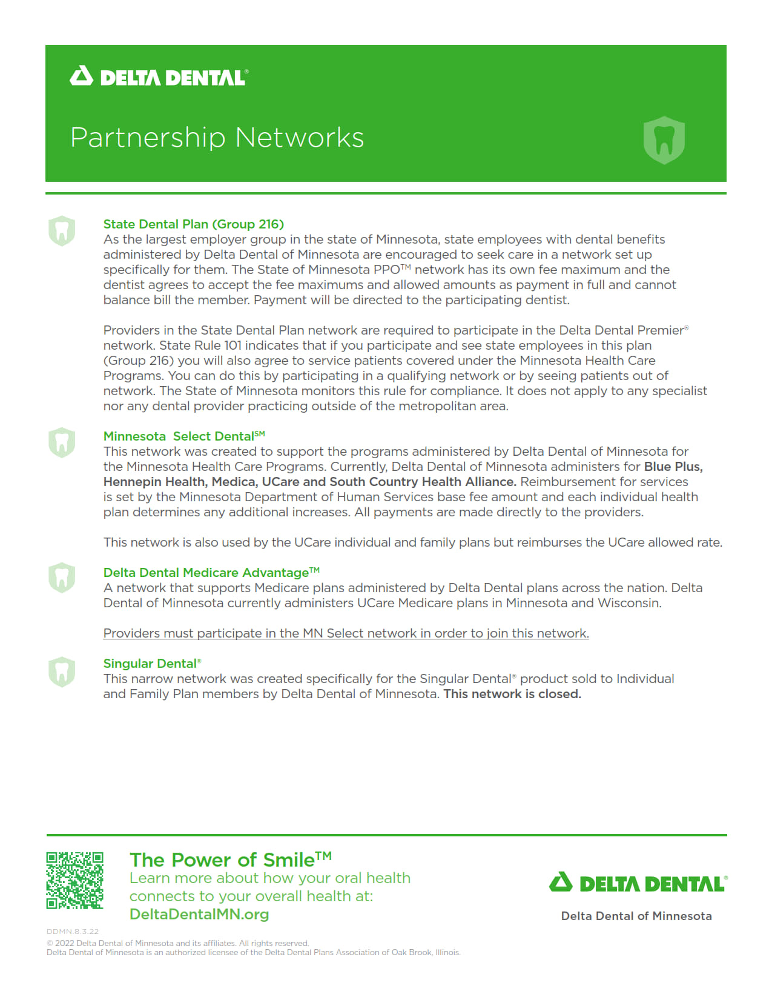 DELTA DENTAL®
Partnership Networks
State Dental Plan (Group 216)
As the largest employer group in the state of Minnesota, state employees with dental benefits
administered by Delta Dental of Minnesota are encouraged to seek care in a network set up
specifically for them. The State of Minnesota PPO™ network has its own fee maximum and the
dentist agrees to accept the fee maximums and allowed amounts as payment in full and cannot
balance bill the member. Payment will be directed to the participating dentist.
Providers in the State Dental Plan network are required to participate in the Delta Dental Premier®
network. State Rule 101 indicates that if you participate and see state employees in this plan
(Group 216) you will also agree to service patients covered under the Minnesota Health Care
Programs. You can do this by participating in a qualifying network or by seeing patients out of
network. The State of Minnesota monitors this rule for compliance. It does not apply to any specialist
nor any dental provider practicing outside of the metropolitan area.
Minnesota Select Dental℠
This network was created to support the programs administered by Delta Dental of Minnesota for
the Minnesota Health Care Programs. Currently, Delta Dental of Minnesota administers for Blue Plus,
Hennepin Health, Medica, UCare and South Country Health Alliance. Reimbursement for services
is set by the Minnesota Department of Human Services base fee amount and each individual health
plan determines any additional increases. All payments are made directly to the providers.
This network is also used by the UCare individual and family plans but reimburses the UCare allowed rate.
Delta Dental Medicare Advantage™
A network that supports Medicare plans administered by Delta Dental plans across the nation. Delta
Dental of Minnesota currently administers UCare Medicare plans in Minnesota and Wisconsin.
Providers must participate in the MN Select network in order to join this network.
Singular Dental®
This narrow network was created specifically for the Singular Dental® product sold to Individual
and Family Plan members by Delta Dental of Minnesota. This network is closed.
The Power of Smile™
Learn more about how your oral health
connects to your overall health at:
DeltaDentalMN.org
DELTA DENTAL®
Delta Dental of Minnesota
DDMN.8.3.22
© 2022 Delta Dental of Minnesota and its affiliates. All rights reserved.
Delta Dental of Minnesota is an authorized licensee of the Delta Dental Plans Association of Oak Brook, Illinois.